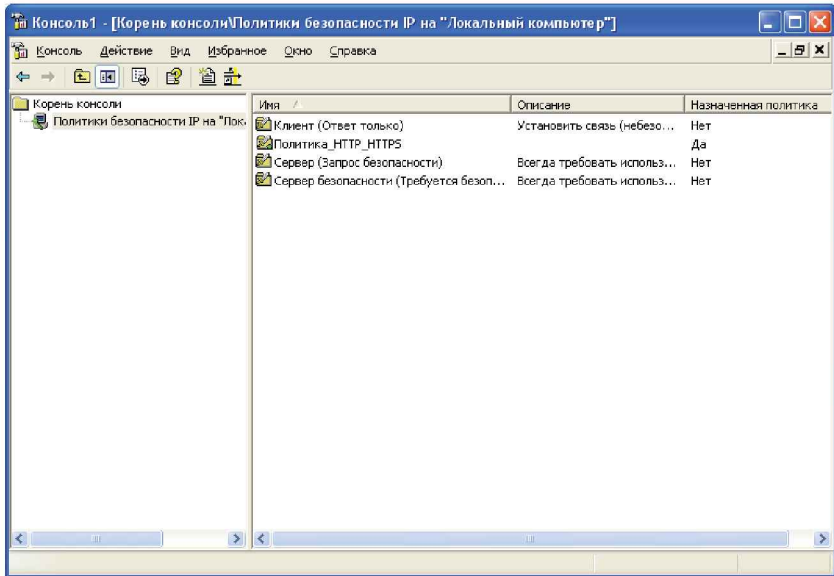 Консоль1 - [Корень консоли\Политики безопасности IP на "Локальный компьютер"]
Консоль Действие Вид Избранное Окно Справка
Корень консоли
Политики безопасности IP на "Лок.
Имя Описание Назначенная политика
Клиент (Ответ только) Установить связь (небезо... Нет
Политика_HTTP_HTTPS Да
Сервер (Запрос безопасности) Всегда требовать использ... Нет
Сервер безопасности (Требуется безоп... Всегда требовать использ... Нет